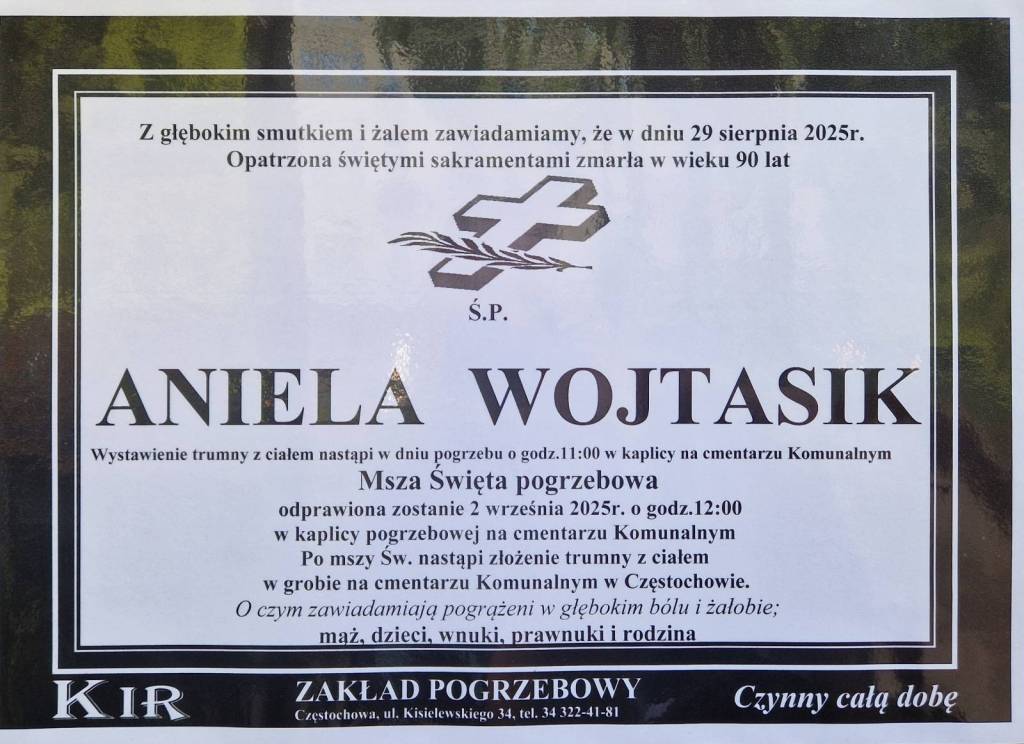 Z głębokim smutkiem i żalem zawiadamiamy, że w dniu 29 sierpnia 2025r.
Opatrzona świętymi sakramentami zmarła w wieku 90 lat
Ś.P.
ANIELA WOJTASIK
Wystawienie trumny z ciałem nastąpi w dniu pogrzebu o godz.11:00 w kaplicy na cmentarzu Komunalnym
Msza Święta pogrzebowa
odprawiona zostanie 2 września 2025r. o godz.12:00
w kaplicy pogrzebowej na cmentarzu Komunalnym
Po mszy Św. nastąpi złożenie trumny z ciałem
w grobie na cmentarzu Komunalnym w Częstochowie.
O czym zawiadamiają pogrążeni w głębokim bólu i żałobie;
mąż, dzieci, wnuki, prawnuki i rodzina
KIR
ZAKŁAD POGRZEBOWY
Częstochowa, ul. Kisielewskiego 34, tel. 34 322-41-81
Czynny całą dobę